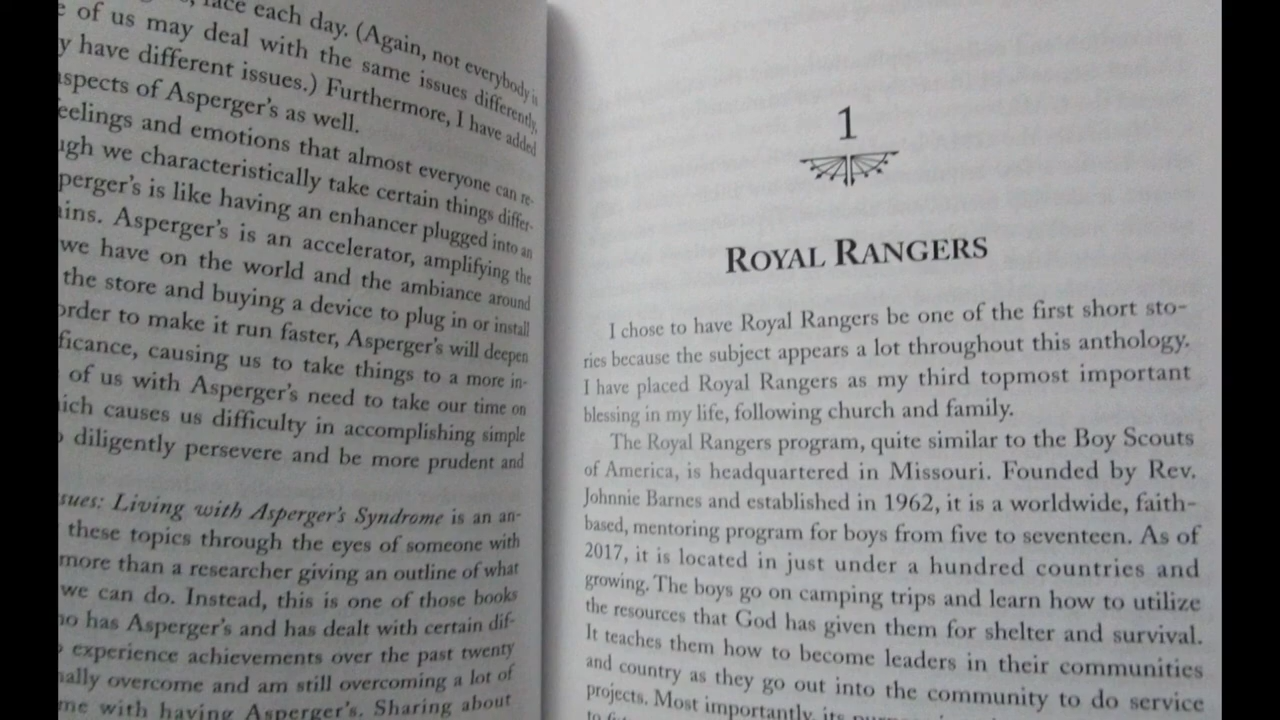 face each day. (Again, not everybody is
of us may deal with the same issues differently,
have different issues.) Furthermore, I have added
aspects of Asperger's as well.
feelings and emotions that almost everyone can re-
we characteristically take certain things differ-
perger's is like having an enhancer plugged into an
ains. Asperger's is an accelerator, amplifying the
we have on the world and the ambiance around
the store and buying a device to plug in or install
order to make it run faster, Asperger's will deepen
ficance, causing us to take things to a more in-
of us with Asperger's need to take our time on
ich causes us difficulty in accomplishing simple
diligently persevere and be more prudent and
sues: Living with Asperger's Syndrome is an an-
these topics through the eyes of someone with
more than a researcher giving an outline of what
we can do. Instead, this is one of those books
ho has Asperger's and has dealt with certain dif-
experience achievements over the past twenty
nally overcome and am still overcoming a lot of
me with having Asperger's. Sharing about
1
ROYAL RANGERS
I chose to have Royal Rangers be one of the first short sto-
ries because the subject appears a lot throughout this anthology.
I have placed Royal Rangers as my third topmost important
blessing in my life, following church and family.
The Royal Rangers program, quite similar to the Boy Scouts
of America, is headquartered in Missouri. Founded by Rev.
Johnnie Barnes and established in 1962, it is a worldwide, faith-
based, mentoring program for boys from five to seventeen. As of
2017, it is located in just under a hundred countries and
growing. The boys go on camping trips and learn how to utilize
the resources that God has given them for shelter and survival.
It teaches them how to become leaders in their communities
and country as they go out into the community to do service
projects. Most importantly, its